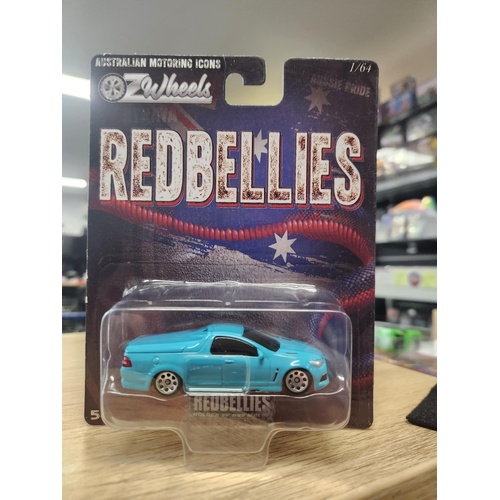 AUSTRALIAN MOTORING ICONS
1/64
OZWheels
AUSSIE PRIDE
REDBELLIES
5
REDBELLIES